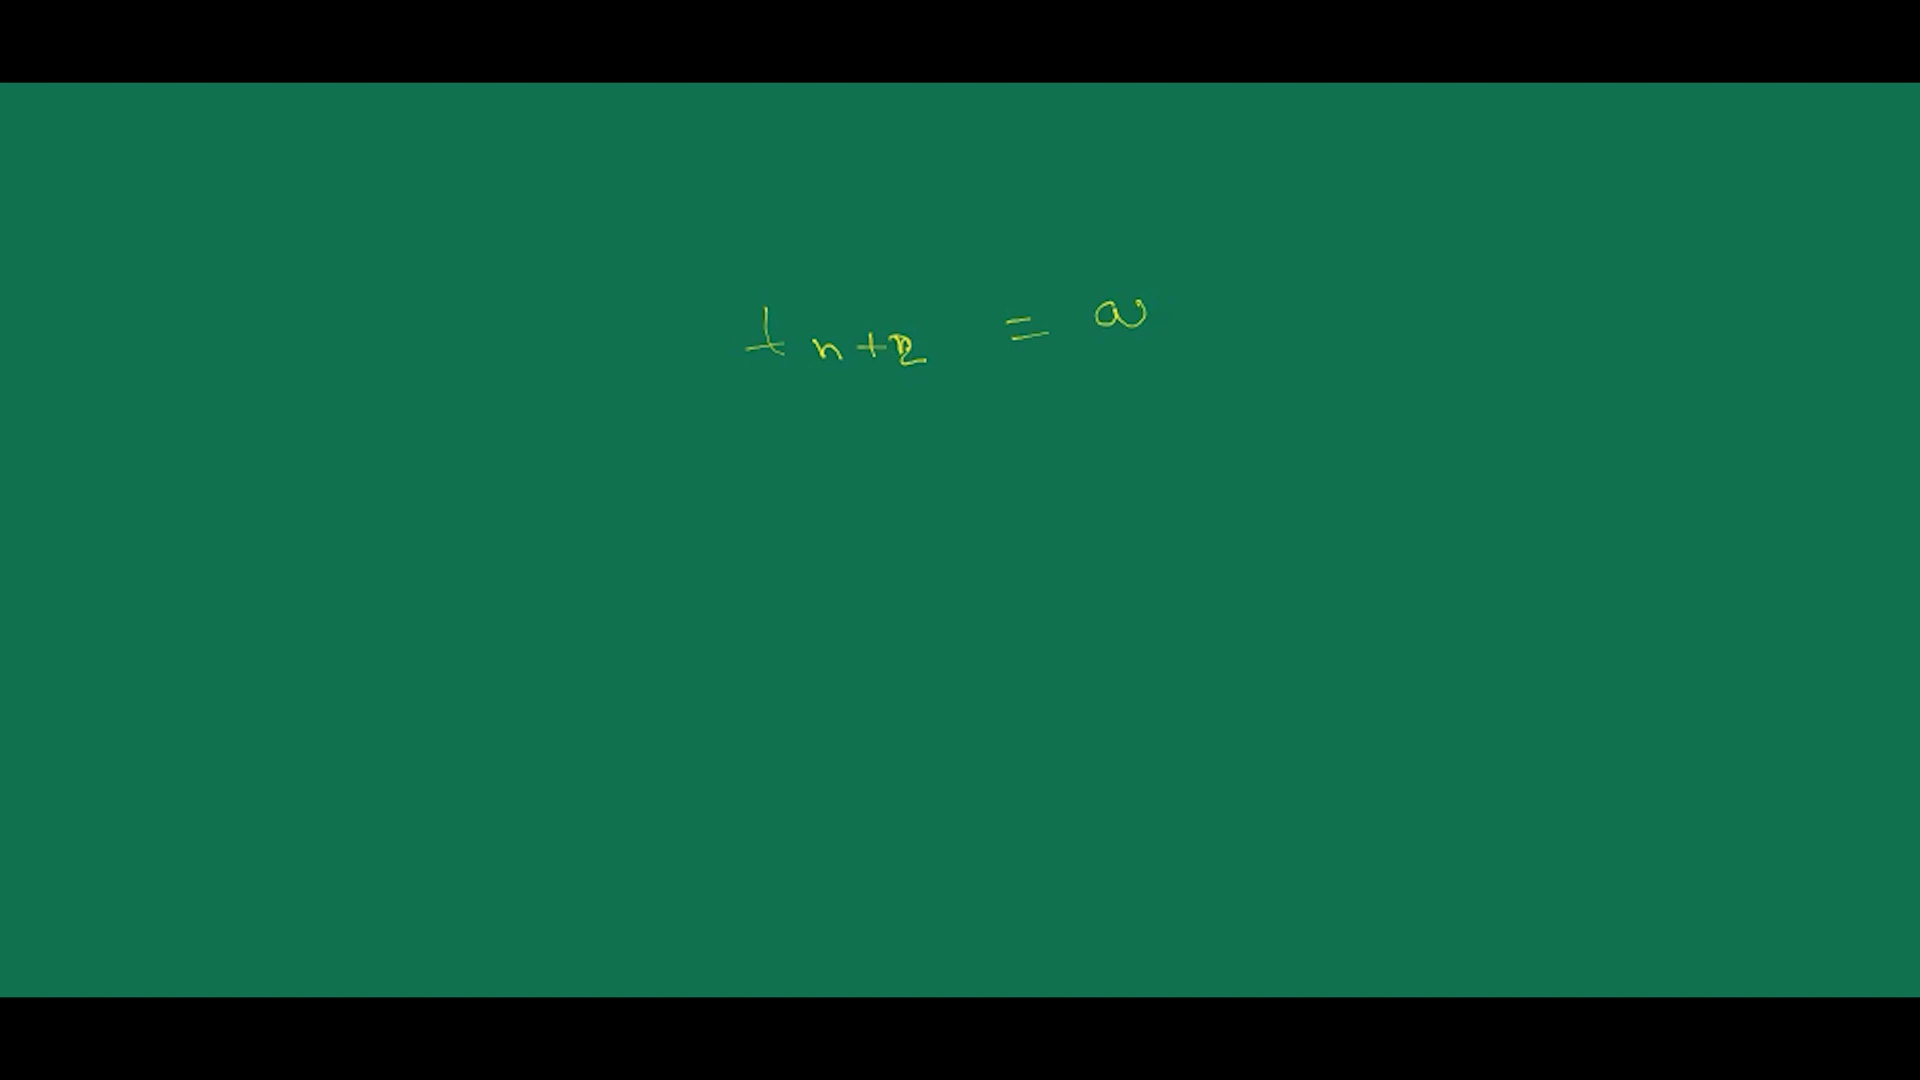 t n+2 = a